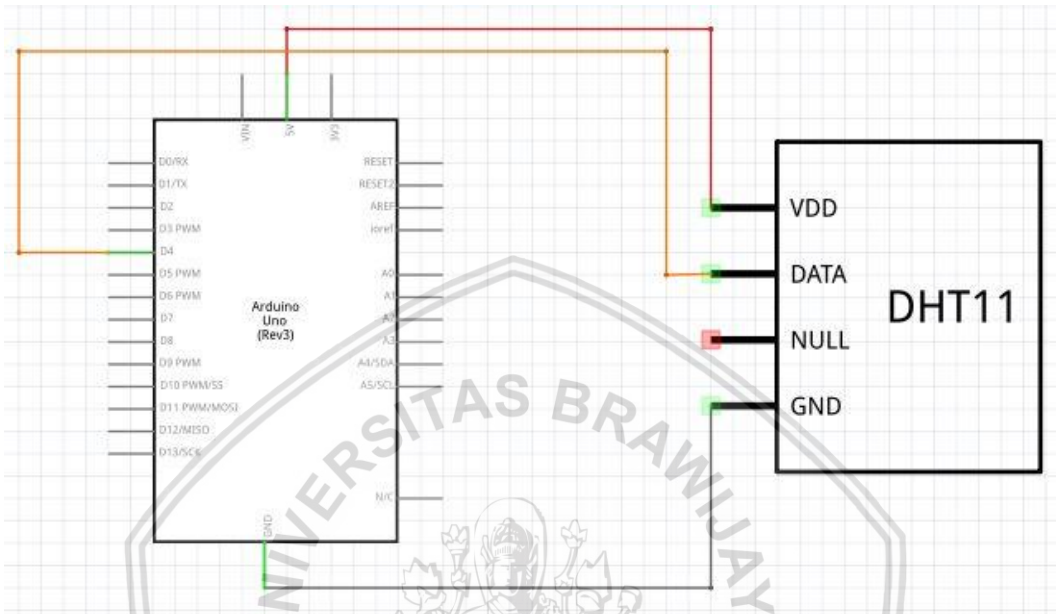 VIN
5V
3V3
D0/RX
D1/TX
D2
D3 PWM
D4
D5 PWM
D6 PWM
D7
D8
D9 PWM
D10 PWM/SS
D11 PWM/MOSI
D12/MISO
D13/SCK
RESET
RESET2
AREF
ioref
A0
A1
A2
A3
A4/SDA
A5/SCL
N/C
GND
Arduino
Uno
(Rev3)
VDD
DATA
NULL
GND
DHT11
UNIVERSITAS BRAWIJAY